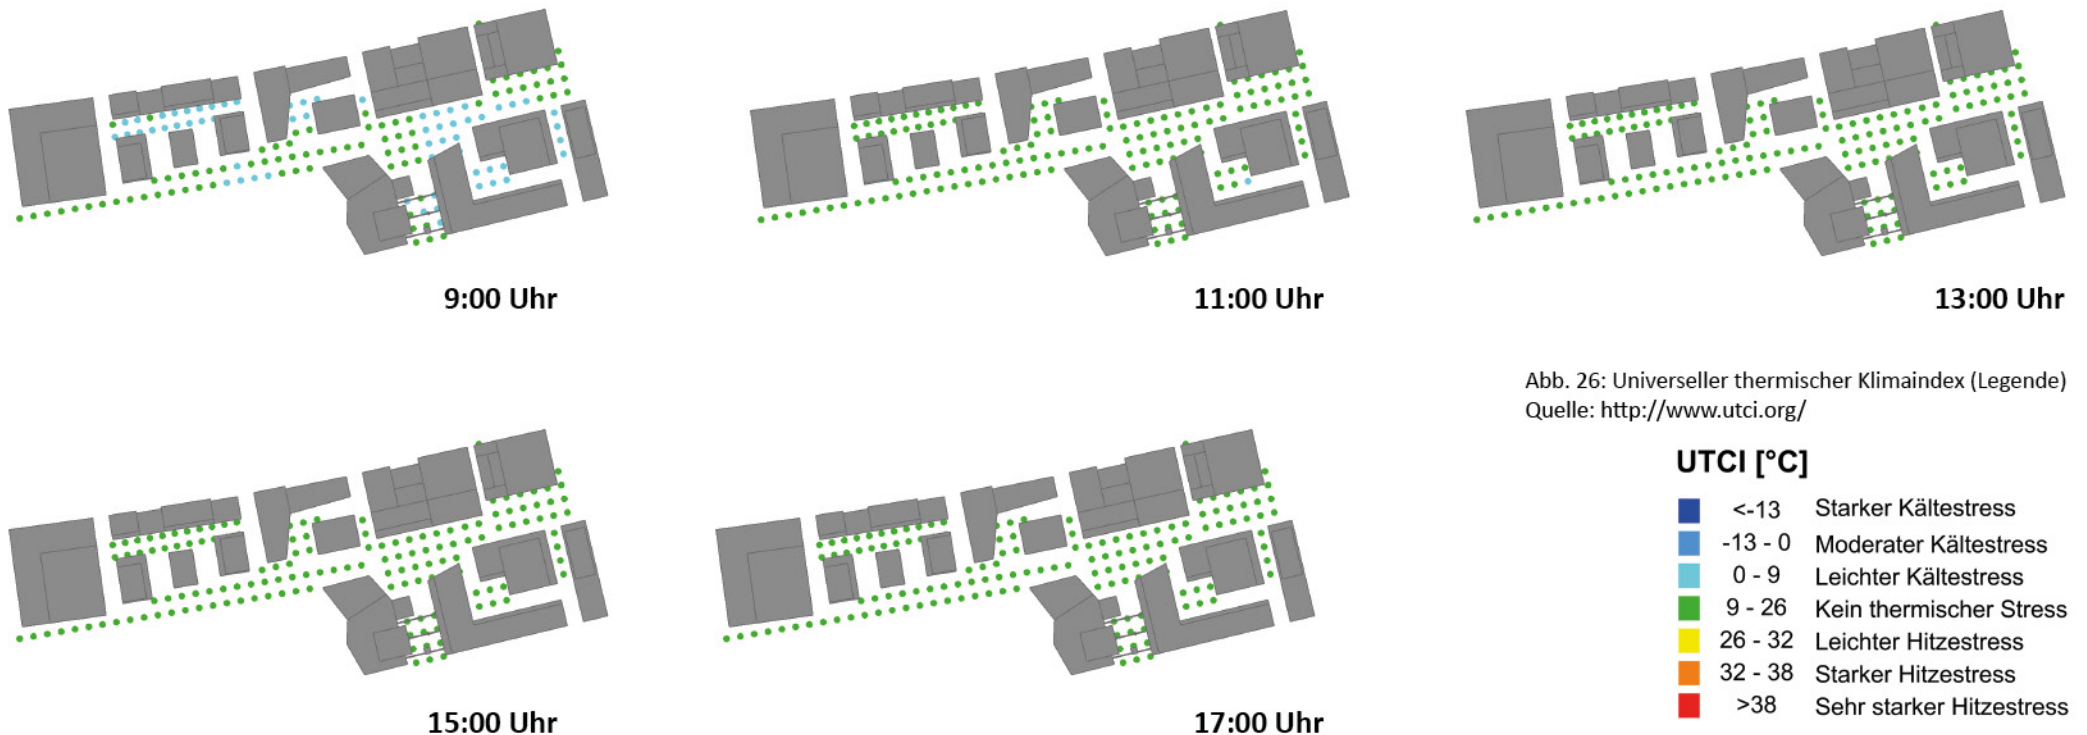 9:00 Uhr
11:00 Uhr
13:00 Uhr
Abb. 26: Universeller thermischer Klimaindex (Legende)
Quelle: http://www.utci.org/
UTCI [°C]
<-13 Starker Kältestress
-13 - 0 Moderater Kältestress
0 - 9 Leichter Kältestress
9 - 26 Kein thermischer Stress
26 - 32 Leichter Hitzestress
32 - 38 Starker Hitzestress
>38 Sehr starker Hitzestress
15:00 Uhr
17:00 Uhr